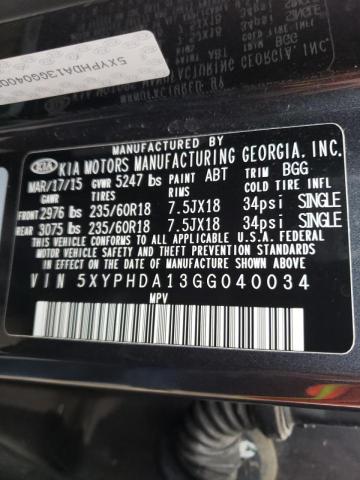 5XYPHDA13GG0400
MANUFACTURED BY
KIA KIA MOTORS MANUFACTURING GEORGIA, INC.
MAR/17/15 GVWR 5247 lbs PAINT ABT TRIM BGG
GAWR TIRES RIMS COLD TIRE INFL
FRONT 2976 lbs 235/60R18 7.5JX18 34psi SINGLE
REAR 3075 lbs 235/60R18 7.5JX18 34psi SINGLE
THIS VEHICLE CONFORMS TO ALL APPLICABLE U.S.A. FEDERAL
MOTOR VEHICLE SAFETY AND THEFT PREVENTION STANDARDS
IN EFFECT ON THE DATE OF MANUFACTURE SHOWN ABOVE.
VIN 5XYPHDA13GG040034
MPV